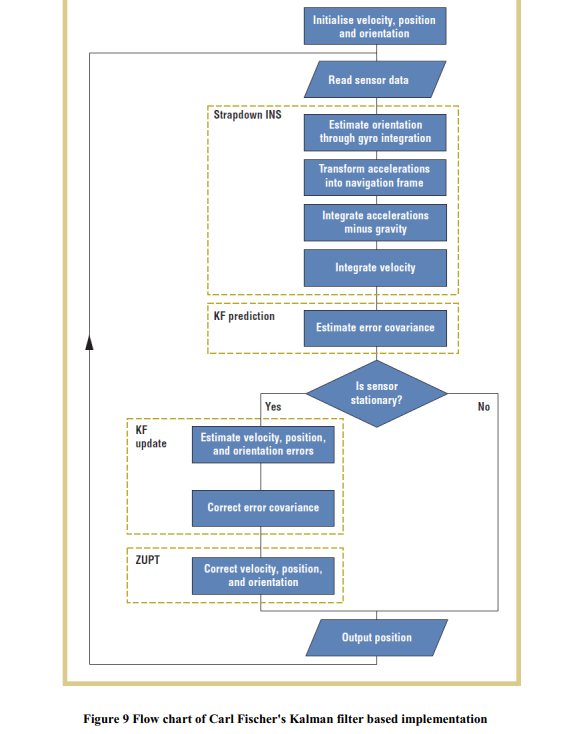 Initialise velocity, position
and orientation
Read sensor data
Strapdown INS
Estimate orientation
through gyro integration
Transform accelerations
into navigation frame
Integrate accelerations
minus gravity
Integrate velocity
KF prediction
Estimate error covariance
Is sensor
stationary?
Yes
No
KF
update
Estimate velocity, position,
and orientation errors
Correct error covariance
ZUPT
Correct velocity, position,
and orientation
Output position
Figure 9 Flow chart of Carl Fischer's Kalman filter based implementation